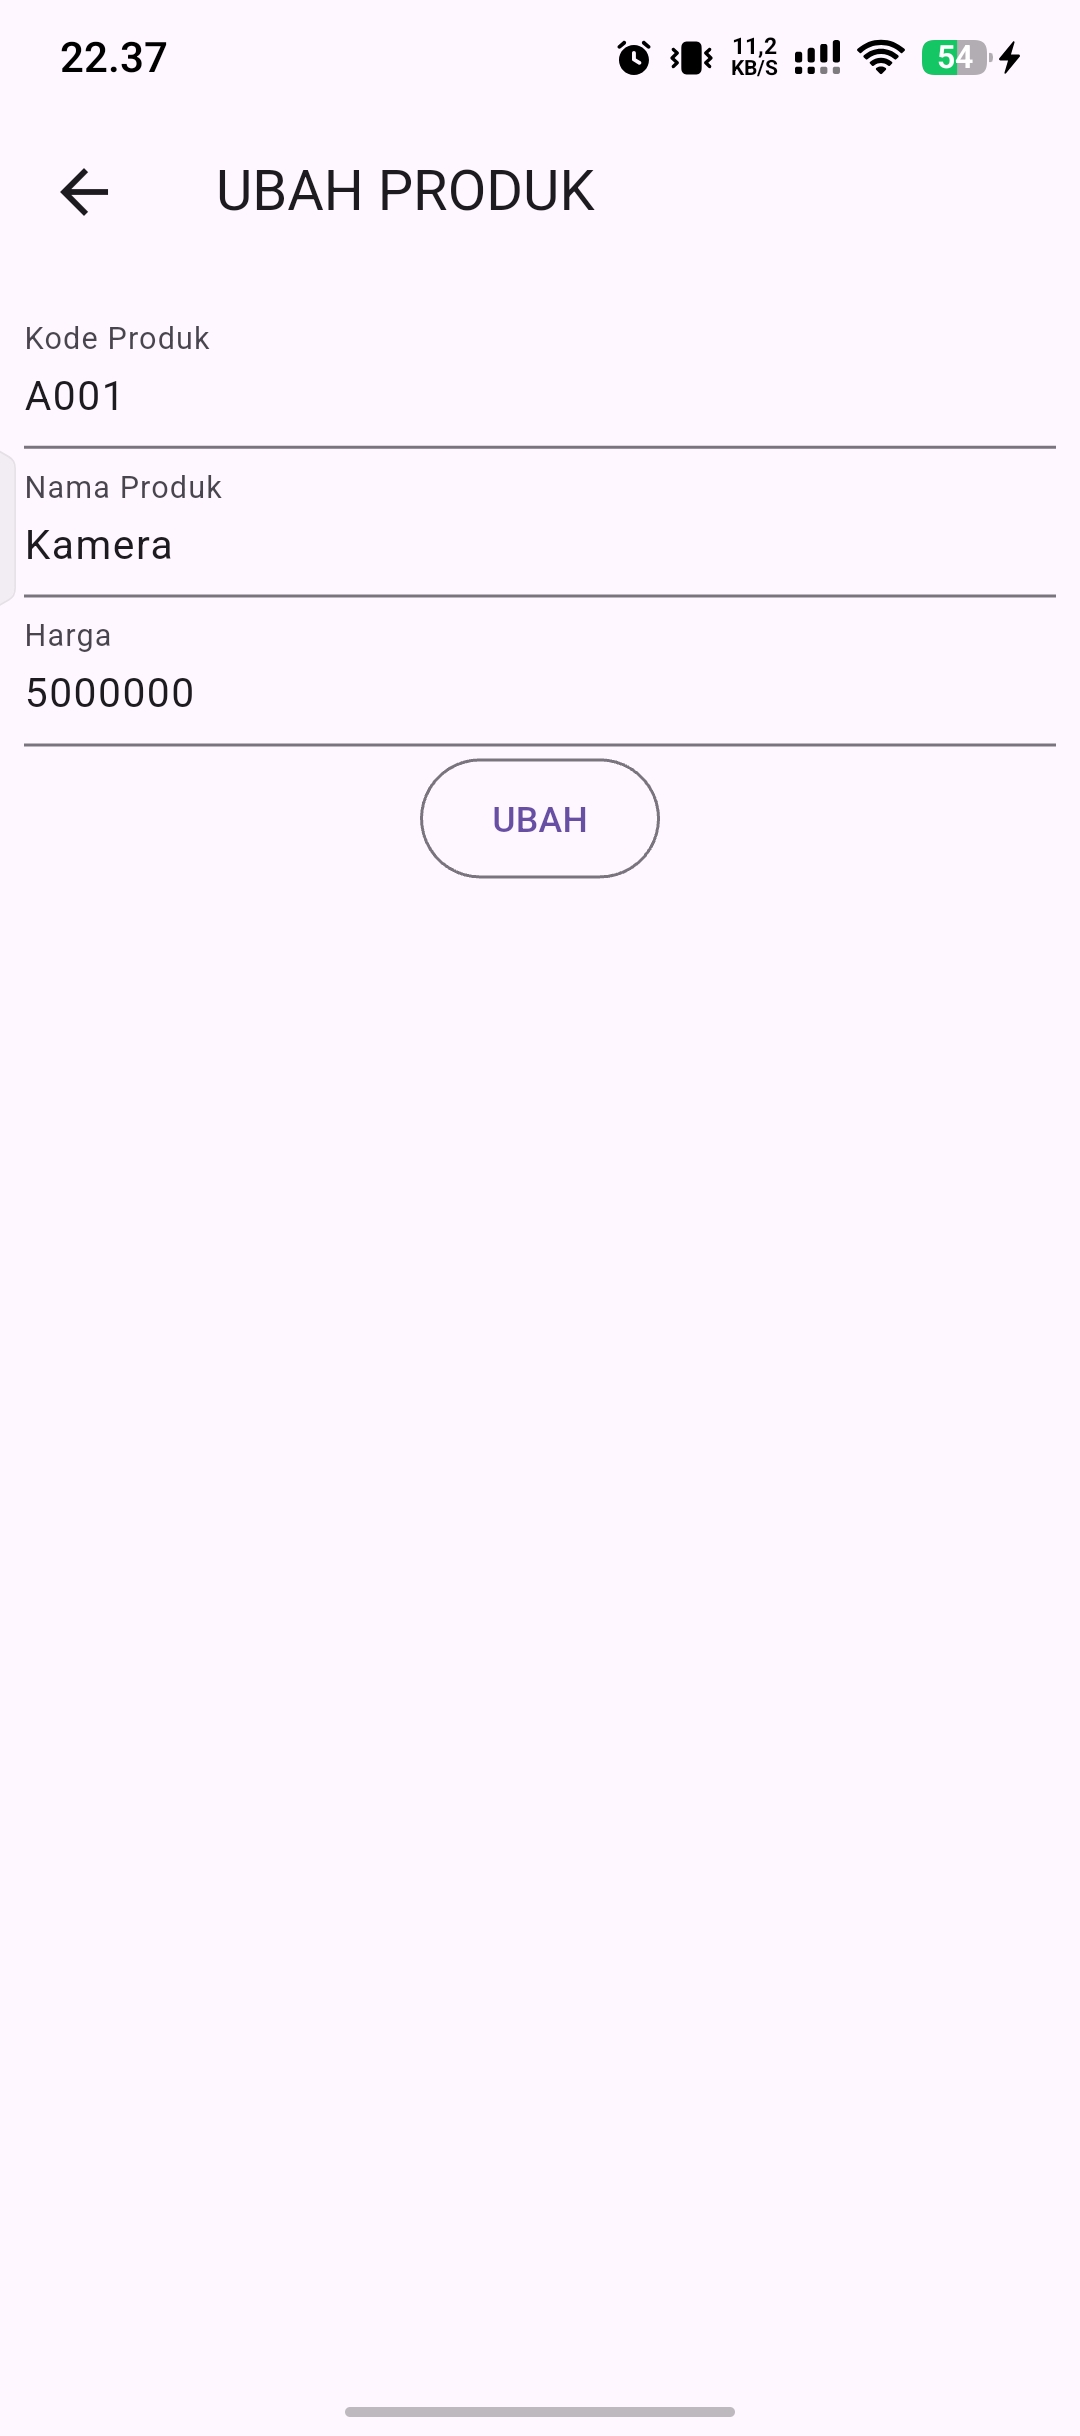 22.37
11,2
KB/S
54
UBAH PRODUK
Kode Produk
A001
Nama Produk
Kamera
Harga
5000000
UBAH